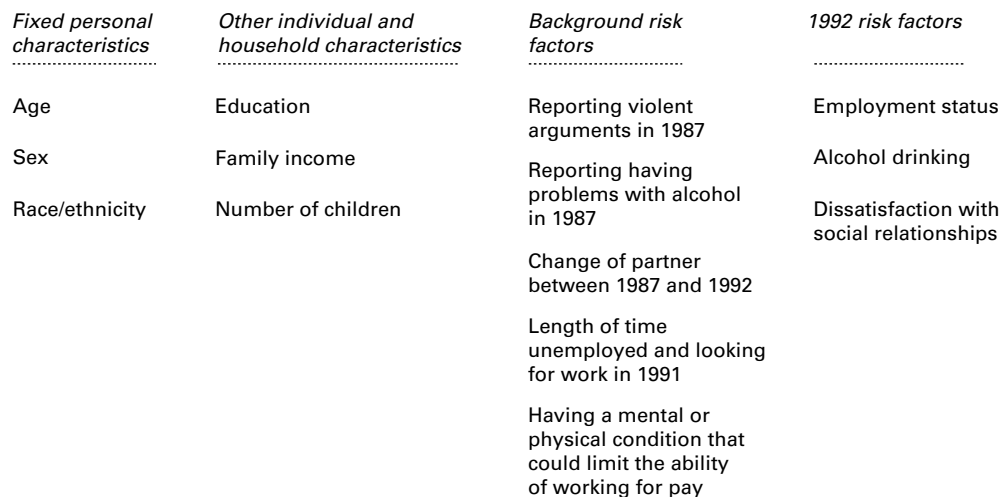 Fixed personal
characteristics
Age
Sex
Race/ethnicity
Other individual and
household characteristics
Education
Family income
Number of children
Background risk
factors
Reporting violent
arguments in 1987
Reporting having
problems with alcohol
in 1987
Change of partner
between 1987 and 1992
Length of time
unemployed and looking
for work in 1991
Having a mental or
physical condition that
could limit the ability
of working for pay
1992 risk factors
Employment status
Alcohol drinking
Dissatisfaction with
social relationships